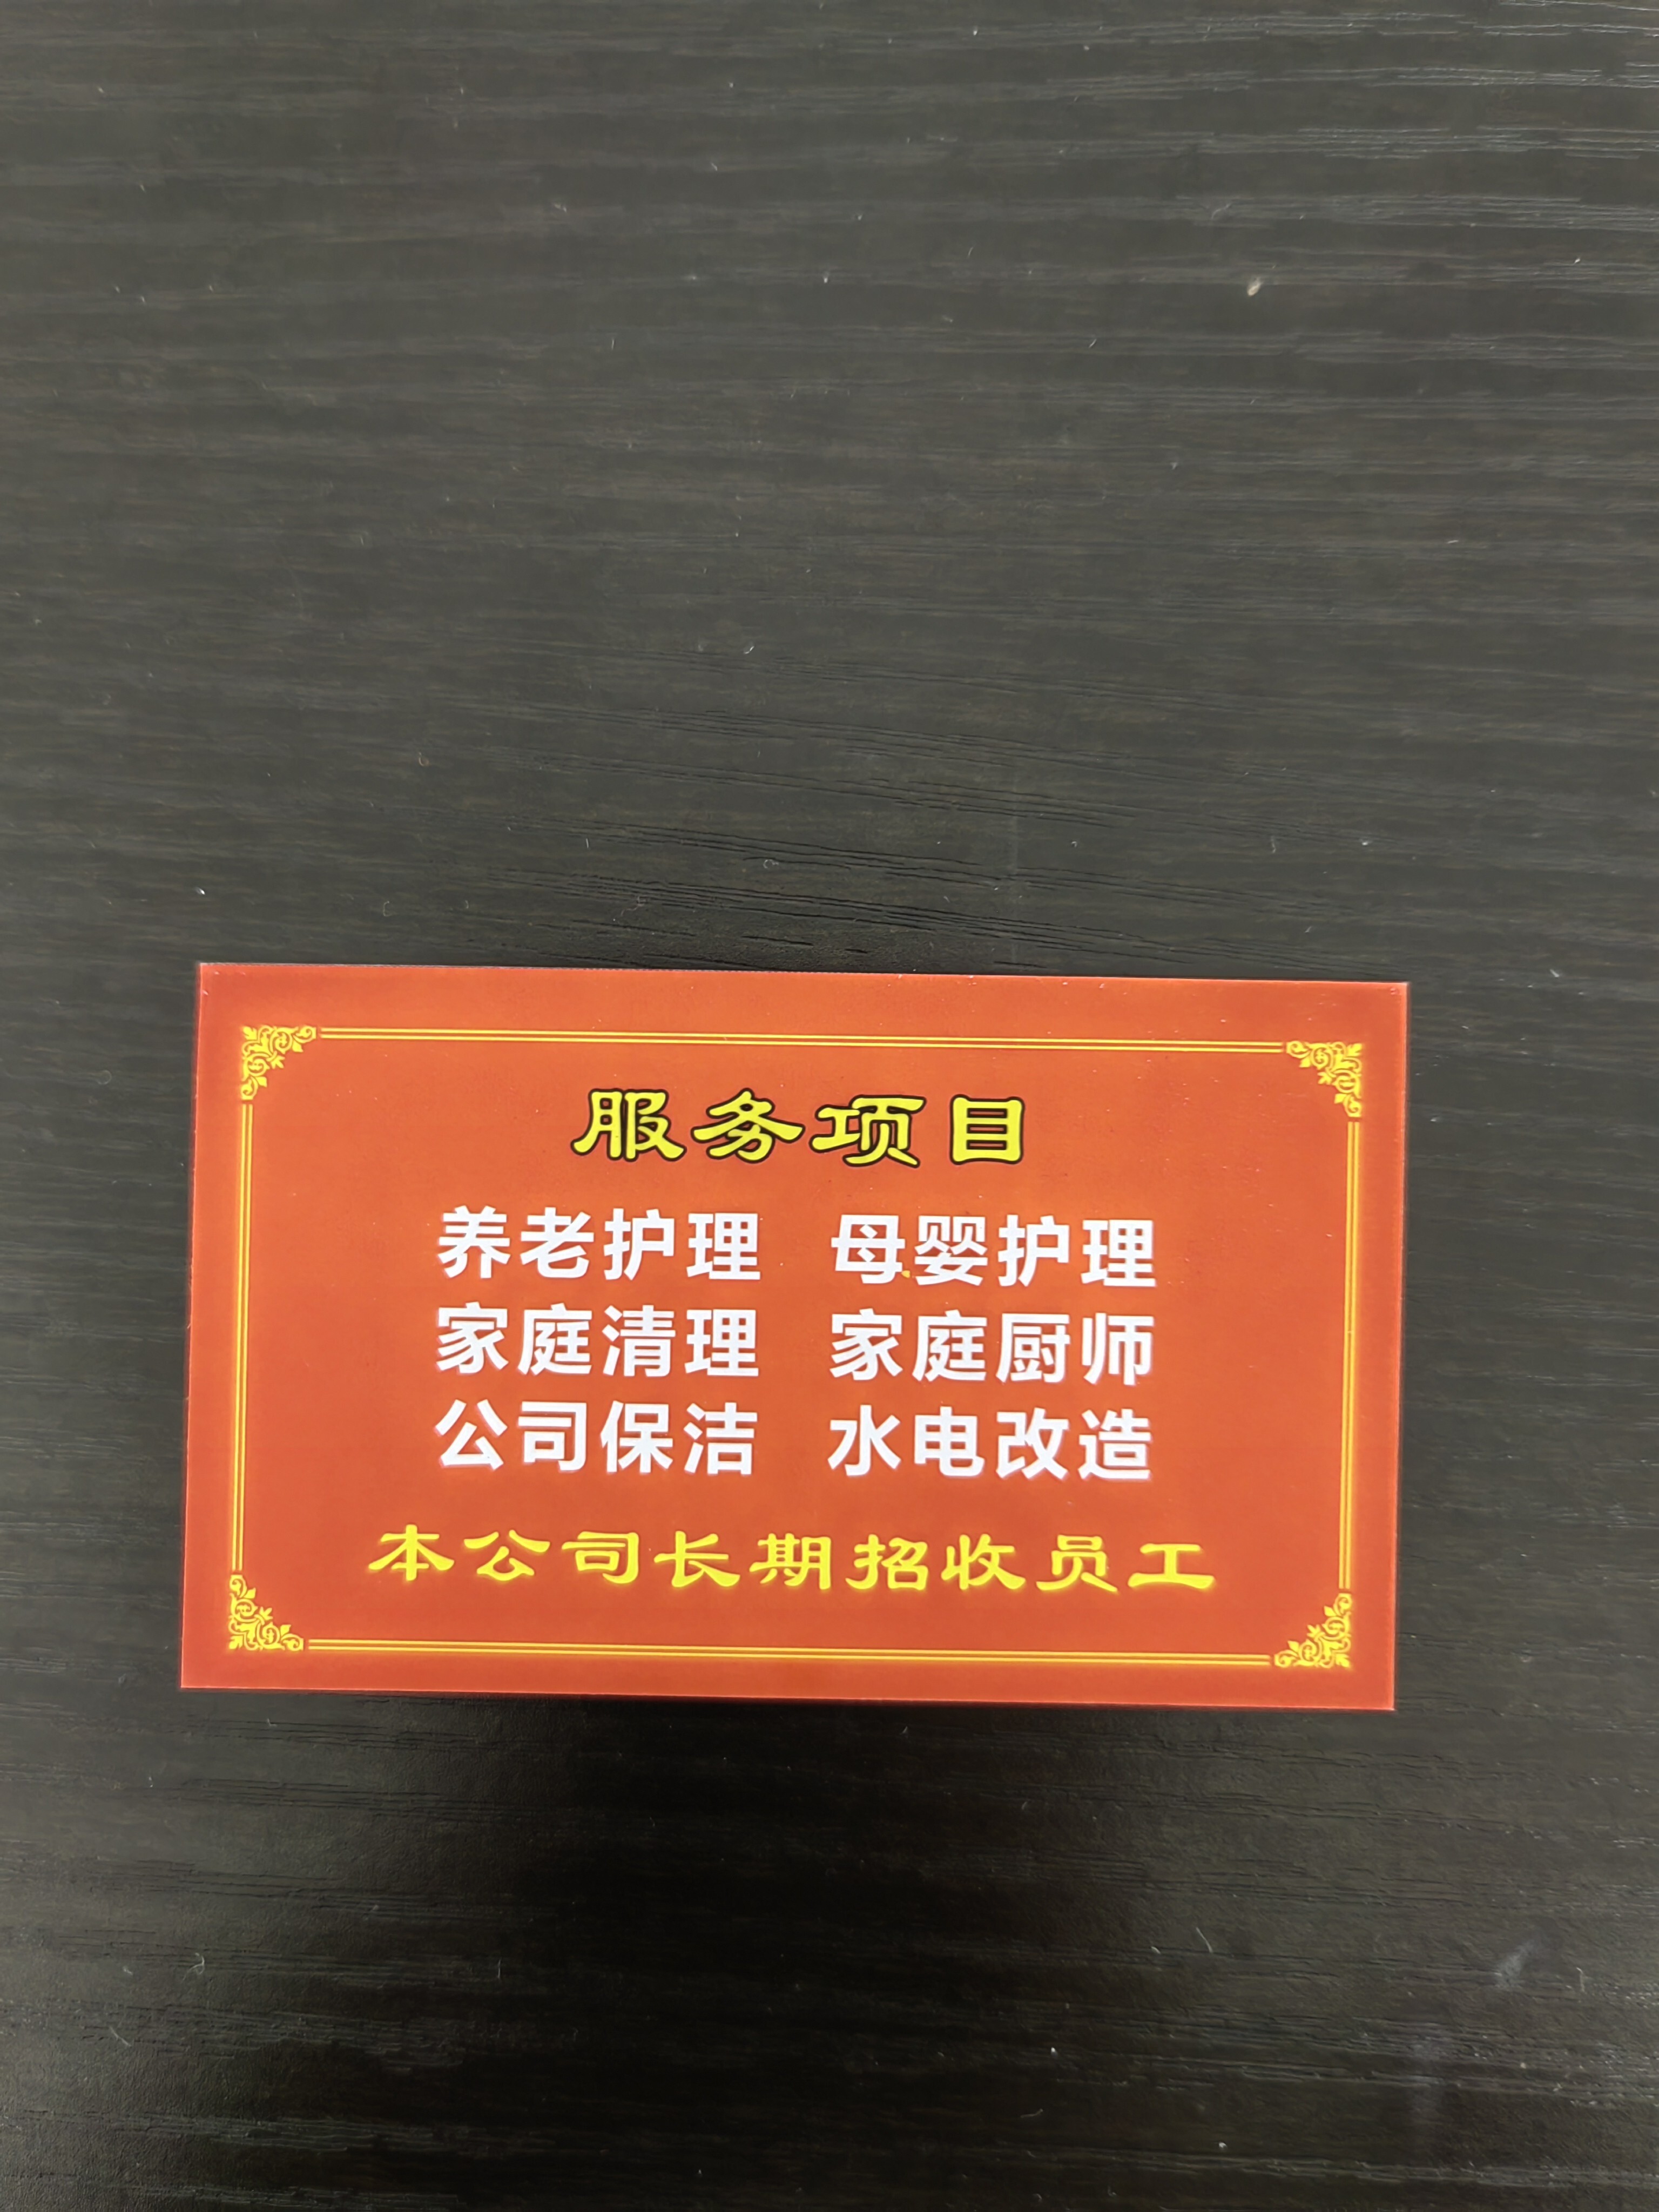 服务项目
养老护理 母婴护理
家庭清理 家庭厨师
公司保洁 水电改造
本公司长期招收员工